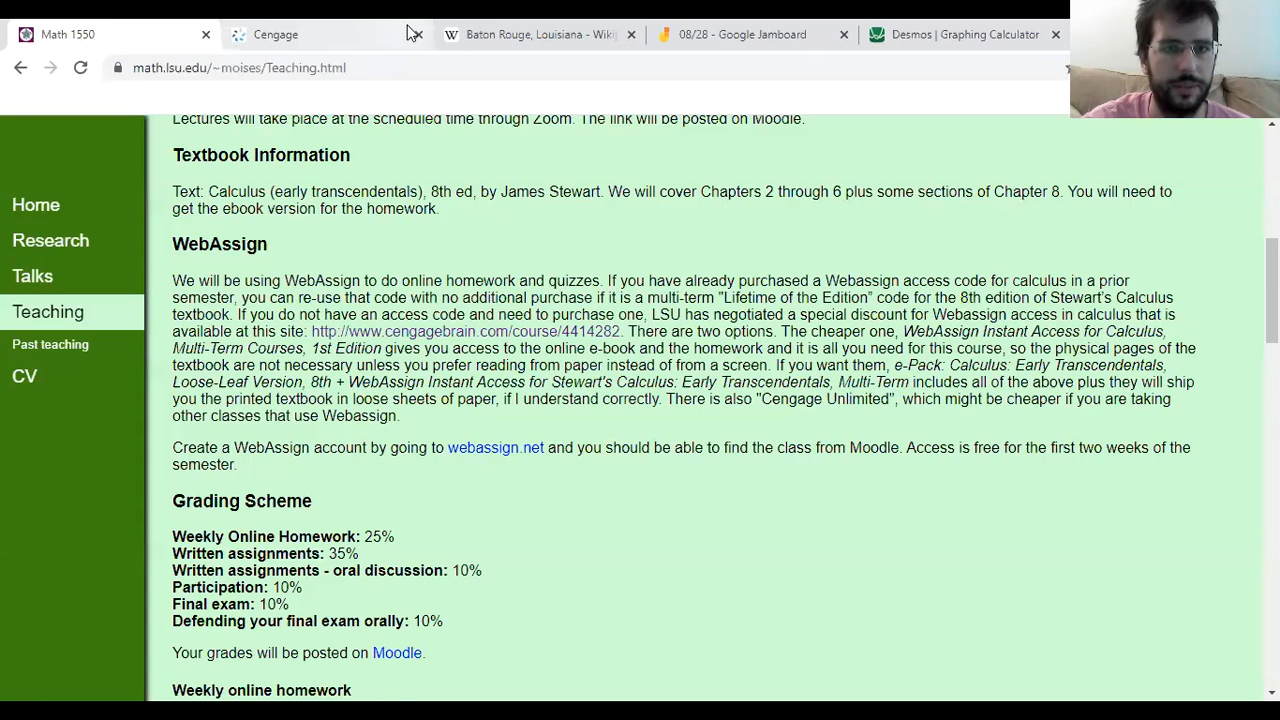 Math 1550
Cengage
Baton Rouge, Louisiana - Wiki
08/28 - Google Jamboard
Desmos | Graphing Calculator
math.lsu.edu/~moises/Teaching.html
Home
Research
Talks
Teaching
Past teaching
CV
Lectures will take place at the scheduled time through Zoom. The link will be posted on Moodle.
Textbook Information
Text: Calculus (early transcendentals), 8th ed, by James Stewart. We will cover Chapters 2 through 6 plus some sections of Chapter 8. You will need to
get the ebook version for the homework.
WebAssign
We will be using WebAssign to do online homework and quizzes. If you have already purchased a Webassign access code for calculus in a prior
semester, you can re-use that code with no additional purchase if it is a multi-term "Lifetime of the Edition" code for the 8th edition of Stewart's Calculus
textbook. If you do not have an access code and need to purchase one, LSU has negotiated a special discount for Webassign access in calculus that is
available at this site: http://www.cengagebrain.com/course/4414282. There are two options. The cheaper one, WebAssign Instant Access for Calculus,
Multi-Term Courses, 1st Edition gives you access to the online e-book and the homework and it is all you need for this course, so the physical pages of the
textbook are not necessary unless you prefer reading from paper instead of from a screen. If you want them, e-Pack: Calculus: Early Transcendentals,
Loose-Leaf Version, 8th + WebAssign Instant Access for Stewart's Calculus: Early Transcendentals, Multi-Term includes all of the above plus they will ship
you the printed textbook in loose sheets of paper, if I understand correctly. There is also "Cengage Unlimited", which might be cheaper if you are taking
other classes that use Webassign.
Create a WebAssign account by going to webassign.net and you should be able to find the class from Moodle. Access is free for the first two weeks of the
semester.
Grading Scheme
Weekly Online Homework: 25%
Written assignments: 35%
Written assignments - oral discussion: 10%
Participation: 10%
Final exam: 10%
Defending your final exam orally: 10%
Your grades will be posted on Moodle.
Weekly online homework